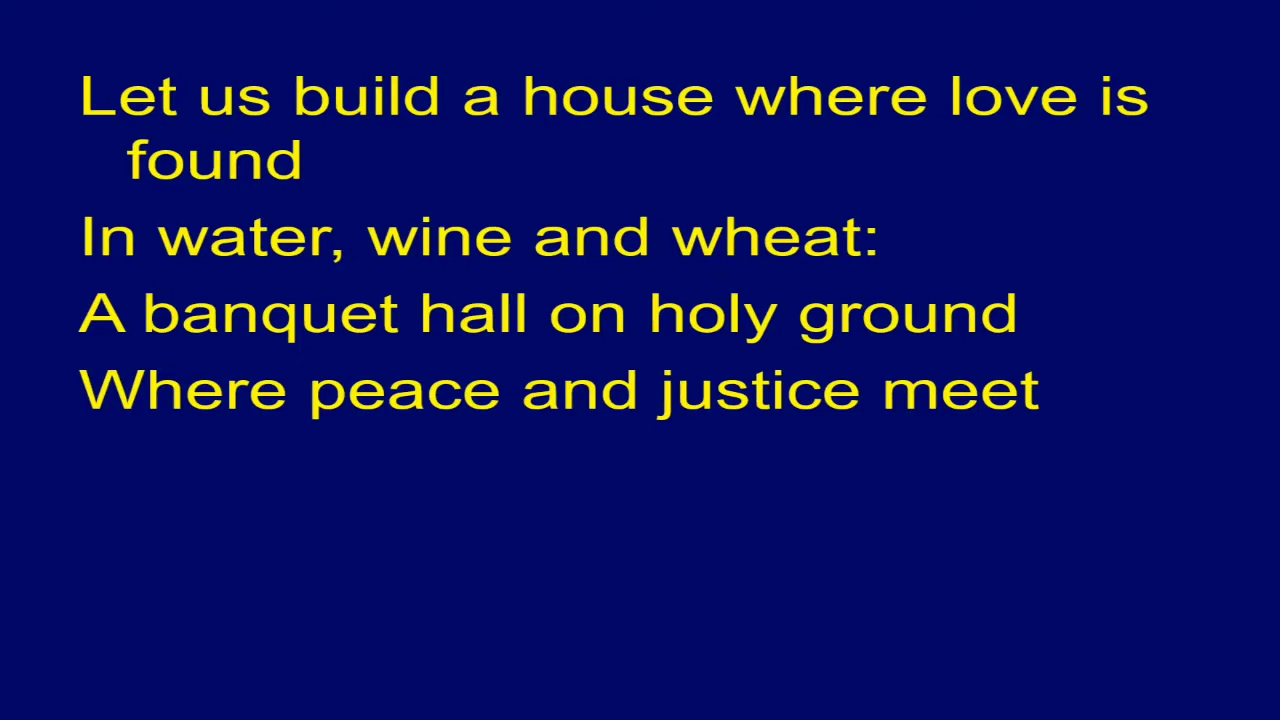 Let us build a house where love is
found
In water, wine and wheat:
A banquet hall on holy ground
Where peace and justice meet